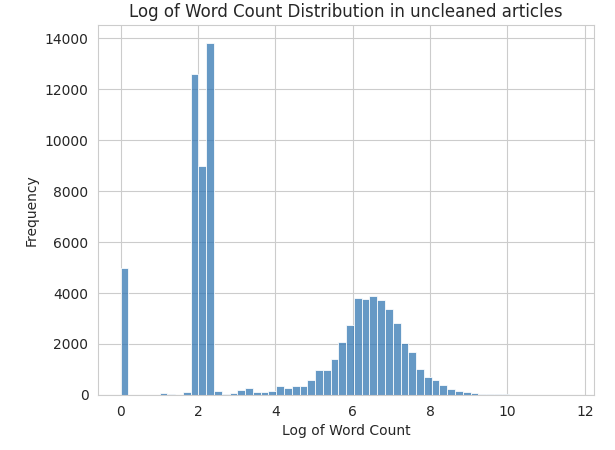 Log of Word Count Distribution in uncleaned articles
14000
12000
10000
8000
6000
4000
2000
0
Frequency
0 2 4 6 8 10 12
Log of Word Count